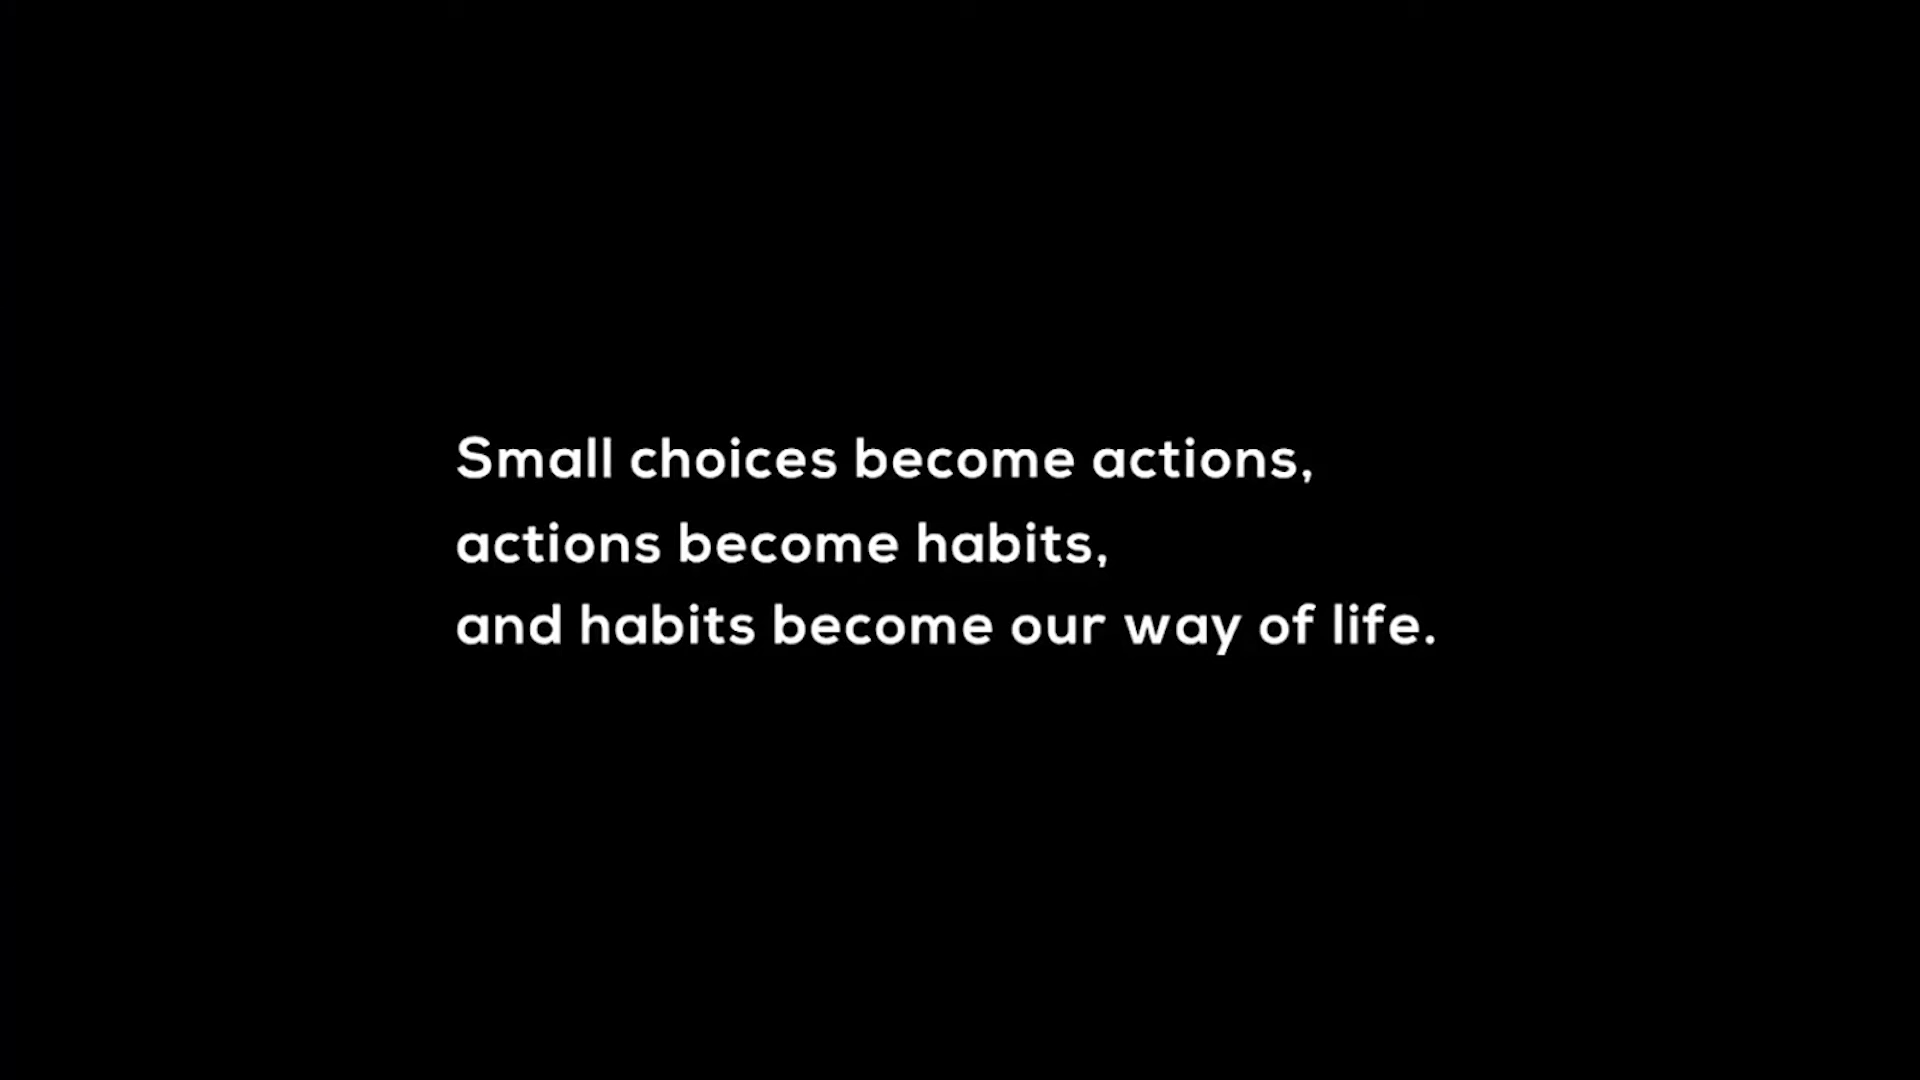 Small choices become actions,
actions become habits,
and habits become our way of life.